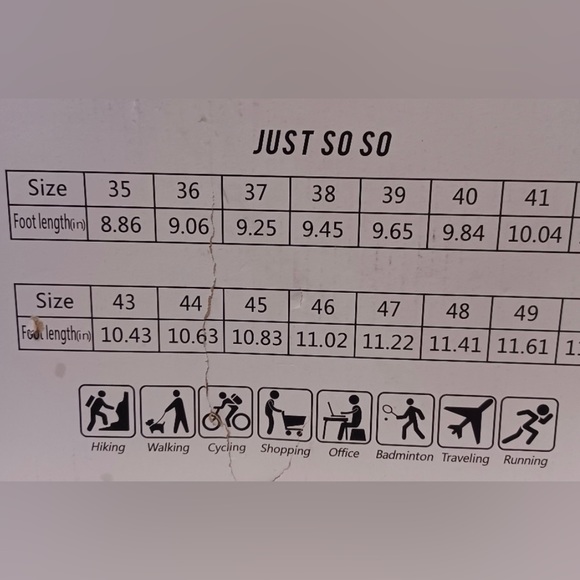 JUST SO SO
Size 35 36 37 38 39 40 41
Foot length(in) 8.86 9.06 9.25 9.45 9.65 9.84 10.04
Size 43 44 45 46 47 48 49
Foot length(in) 10.43 10.63 10.83 11.02 11.22 11.41 11.61
Hiking Walking Cycling Shopping Office Badminton Traveling Running